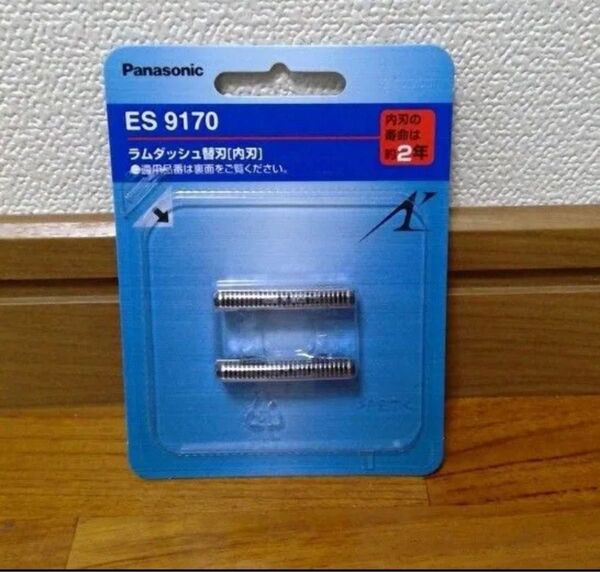 Panasonic
ES 9170
ラムダッシュ替刃[内刃]
●適用品番は裏面をご覧ください。
内刃の
寿命は
約2年